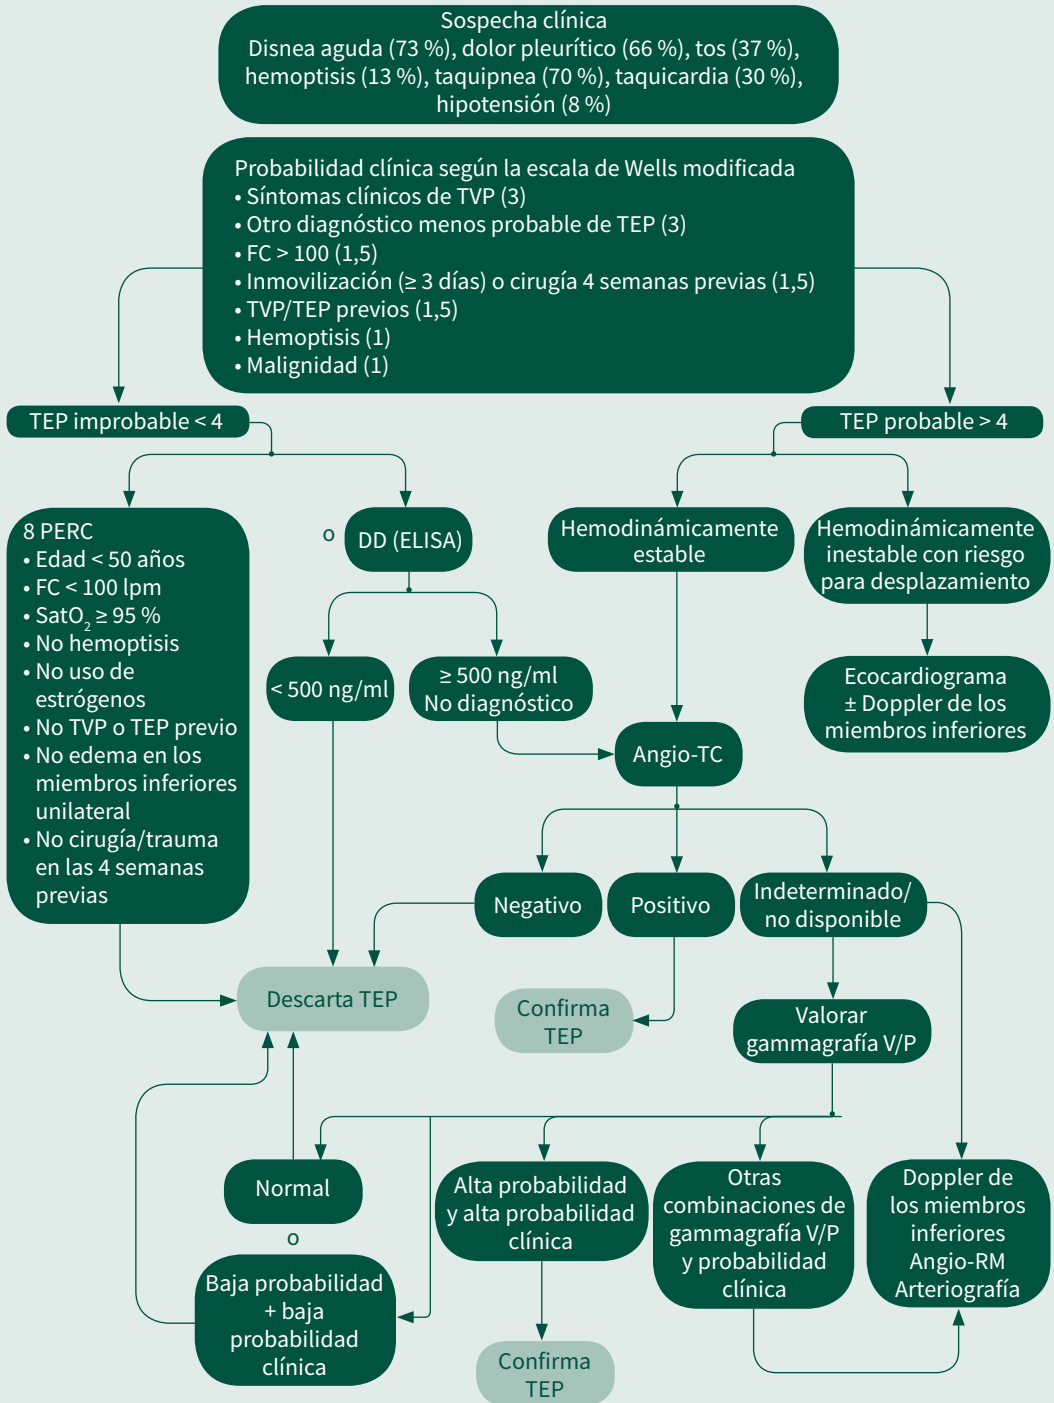 Sospecha clínica
Disnea aguda (73 %), dolor pleurítico (66 %), tos (37 %),
hemoptisis (13 %), taquipnea (70 %), taquicardia (30 %),
hipotensión (8 %)
Probabilidad clínica según la escala de Wells modificada
• Síntomas clínicos de TVP (3)
• Otro diagnóstico menos probable de TEP (3)
• FC > 100 (1,5)
• Inmovilización (≥ 3 días) o cirugía 4 semanas previas (1,5)
• TVP/TEP previos (1,5)
• Hemoptisis (1)
• Malignidad (1)
TEP improbable < 4
TEP probable > 4
8 PERC
• Edad < 50 años
• FC < 100 lpm
• SatO₂ ≥ 95 %
• No hemoptisis
• No uso de
estrógenos
• No TVP o TEP previo
• No edema en los
miembros inferiores
unilateral
• No cirugía/trauma
en las 4 semanas
previas
o
DD (ELISA)
Hemodinámicamente
estable
Hemodinámicamente
inestable con riesgo
para desplazamiento
< 500 ng/ml
≥ 500 ng/ml
No diagnóstico
Ecocardiograma
± Doppler de los
miembros inferiores
Angio-TC
Negativo
Positivo
Indeterminado/
no disponible
Descarta TEP
Confirma
TEP
Valorar
gammagrafía V/P
Normal
o
Baja probabilidad
+ baja
probabilidad
clínica
Alta probabilidad
y alta probabilidad
clínica
Otras
combinaciones de
gammagrafía V/P
y probabilidad
clínica
Doppler de
los miembros
inferiores
Angio-RM
Arteriografía
Confirma
TEP